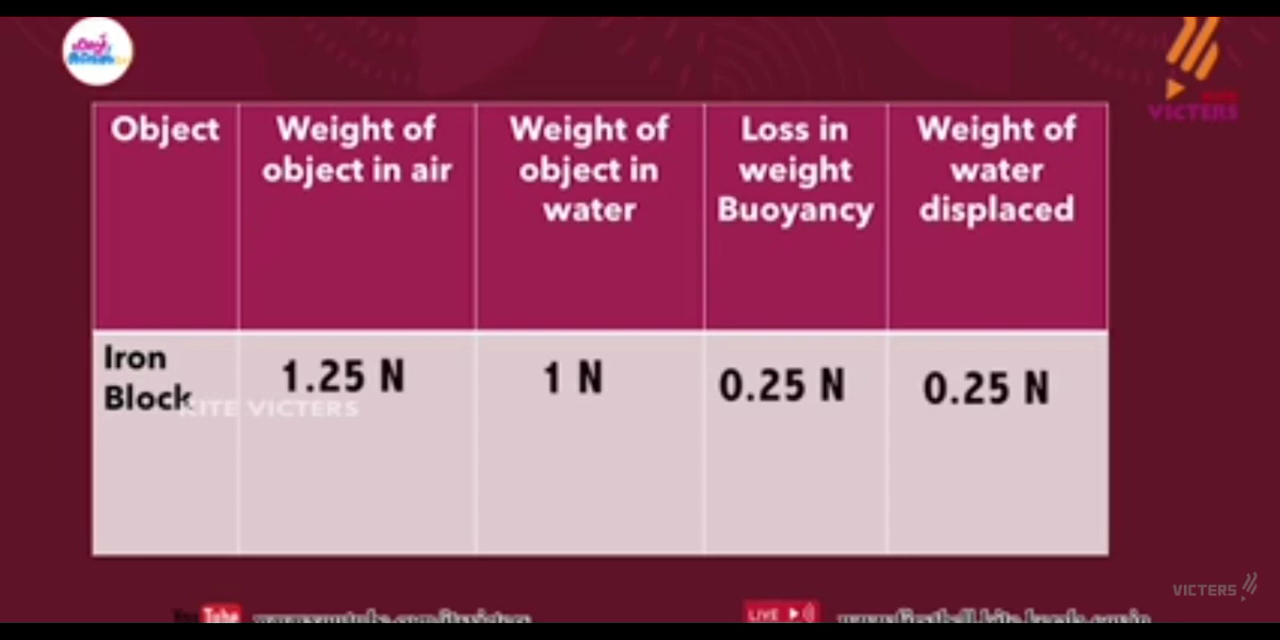 VICTERS
Object
Weight of
object in air
Weight of
object in
water
Loss in
weight
Buoyancy
Weight of
water
displaced
Iron
Block
1.25 N
1 N
0.25 N
0.25 N
KITE VICTERS
VICTERS
Tube
LIVE